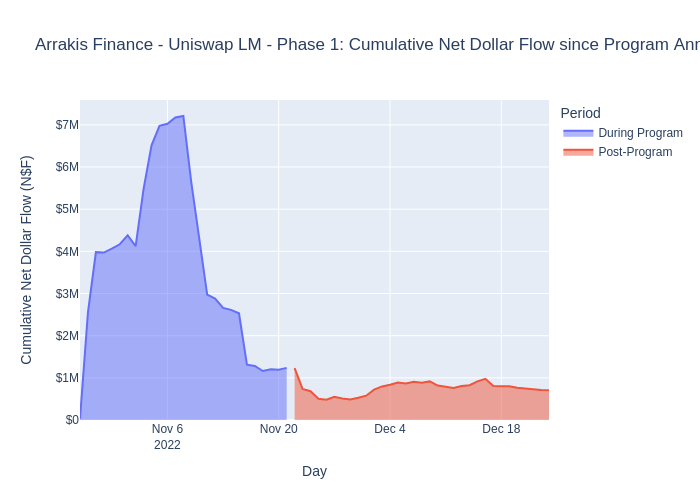 Arrakis Finance - Uniswap LM - Phase 1: Cumulative Net Dollar Flow since Program Ann
Period
During Program
Post-Program
Cumulative Net Dollar Flow (N$F)
$7M
$6M
$5M
$4M
$3M
$2M
$1M
$0
Nov 6
2022
Nov 20
Dec 4
Dec 18
Day